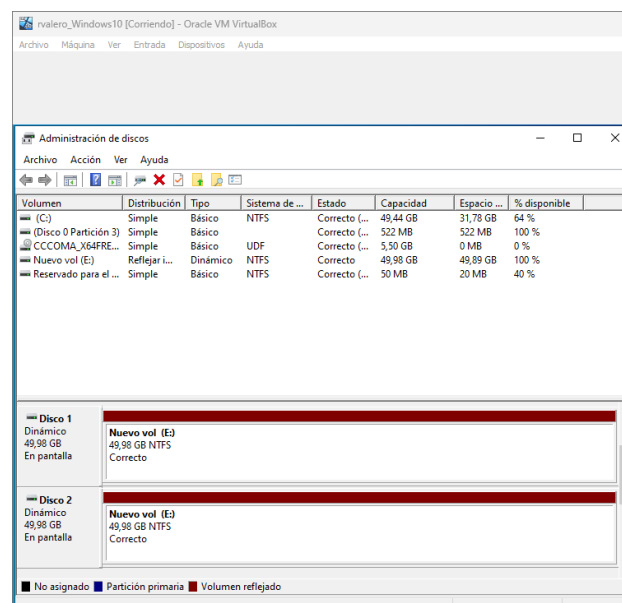 rvalero_Windows10 [Corriendo] - Oracle VM VirtualBox
Archivo Máquina Ver Entrada Dispositivos Ayuda
Administración de discos
Archivo Acción Ver Ayuda
Volumen Distribución Tipo Sistema de ... Estado Capacidad Espacio ... % disponible
(C:) Simple Básico NTFS Correcto (... 49,44 GB 31,78 GB 64 %
(Disco 0 Partición 3) Simple Básico Correcto (... 522 MB 522 MB 100 %
CCCOMA_X64FRE... Simple Básico UDF Correcto (... 5,50 GB 0 MB 0 %
Nuevo vol (E:) Reflejar i... Dinámico NTFS Correcto 49,98 GB 49,89 GB 100 %
Reservado para el ... Simple Básico NTFS Correcto (... 50 MB 20 MB 40 %
Disco 1
Dinámico
49,98 GB
En pantalla
Nuevo vol (E:)
49,98 GB NTFS
Correcto
Disco 2
Dinámico
49,98 GB
En pantalla
Nuevo vol (E:)
49,98 GB NTFS
Correcto
No asignado Partición primaria Volumen reflejado